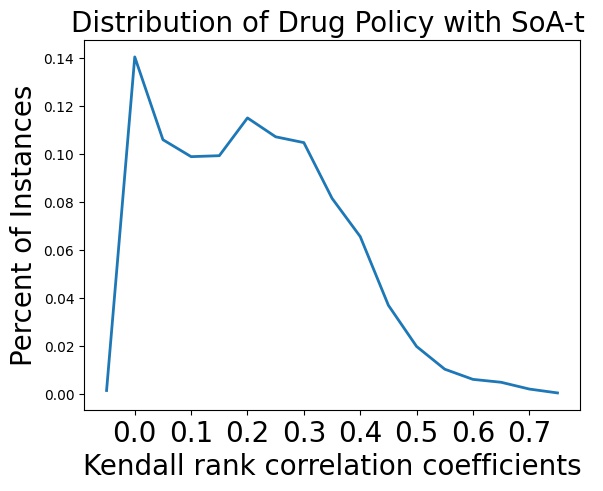 Distribution of Drug Policy with SoA-t
Percent of Instances
0.14
0.12
0.10
0.08
0.06
0.04
0.02
0.00
0.0 0.1 0.2 0.3 0.4 0.5 0.6 0.7
Kendall rank correlation coefficients